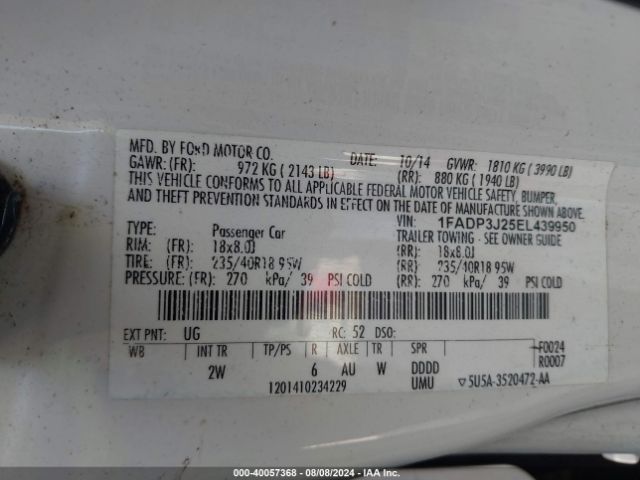 MFD. BY FORD MOTOR CO.
DATE: 10/14 GVWR: 1810 KG ( 3990 LB)
GAWR: (FR): 972 KG ( 2143 LB) (RR): 880 KG ( 1940 LB)
THIS VEHICLE CONFORMS TO ALL APPLICABLE FEDERAL MOTOR VEHICLE SAFETY, BUMPER,
AND THEFT PREVENTION STANDARDS IN EFFECT ON THE DATE OF MANUFACTURE SHOWN ABOVE
VIN: 1FADP3J25EL439950
TYPE: Passenger Car TRAILER TOWING - SEE OWNER GUIDE
RIM: (FR): 18x8.0J (RR): 18x8.0J
TIRE: (FR): 235/40R18 95W (RR): 235/40R18 95W
PRESSURE: (FR): 270 kPa/ 39 PSI COLD (RR): 270 kPa/ 39 PSI COLD
EXT PNT: UG RC: 52 DSO:
WB INT TR TP/PS R AXLE TR SPR F0024
2W 6 AU W DDDD R0007
1201410234229 UMU ▽5U5A-3520472-AA
000-40057368 - 08/08/2024 - IAA Inc.